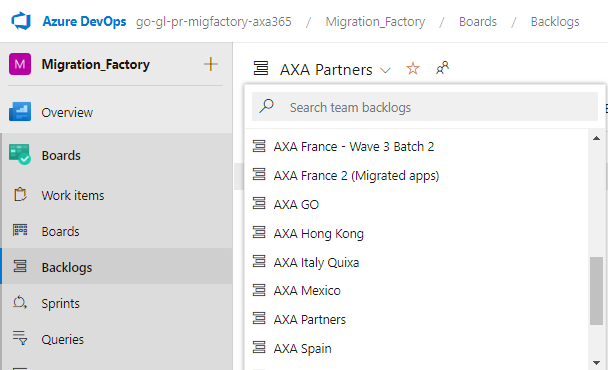 Azure DevOps go-gl-pr-migfactory-axa365 / Migration_Factory / Boards / Backlogs
M Migration_Factory +
AXA Partners
Search team backlogs
Overview
AXA France - Wave 3 Batch 2
Boards
AXA France 2 (Migrated apps)
Work items
AXA GO
Boards
AXA Hong Kong
Backlogs
AXA Italy Quixa
Sprints
AXA Mexico
AXA Partners
Queries
AXA Spain